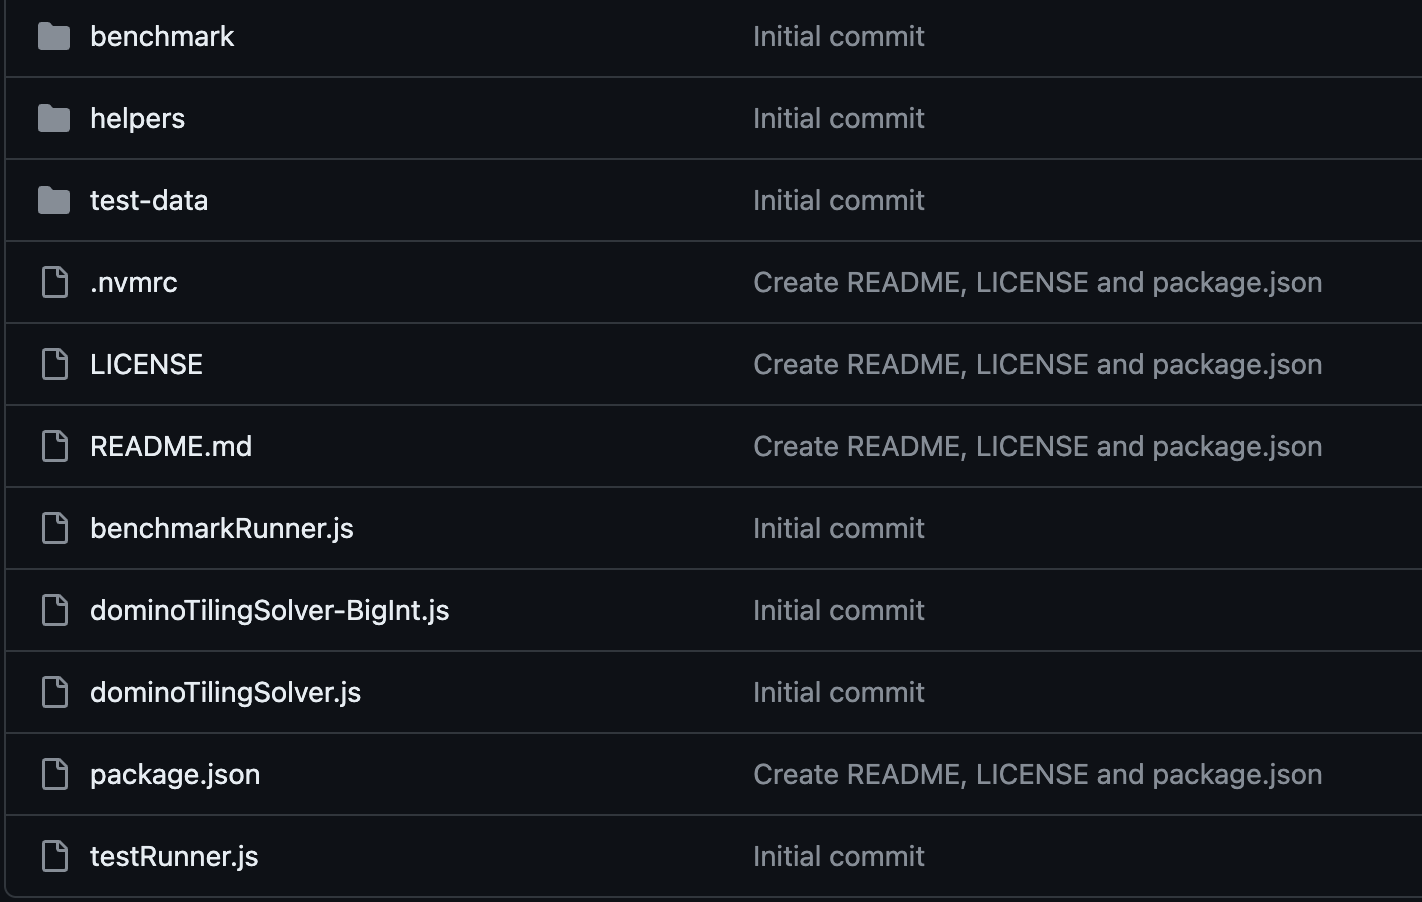 benchmark Initial commit
helpers Initial commit
test-data Initial commit
.nvmrc Create README, LICENSE and package.json
LICENSE Create README, LICENSE and package.json
README.md Create README, LICENSE and package.json
benchmarkRunner.js Initial commit
dominoTilingSolver-BigInt.js Initial commit
dominoTilingSolver.js Initial commit
package.json Create README, LICENSE and package.json
testRunner.js Initial commit